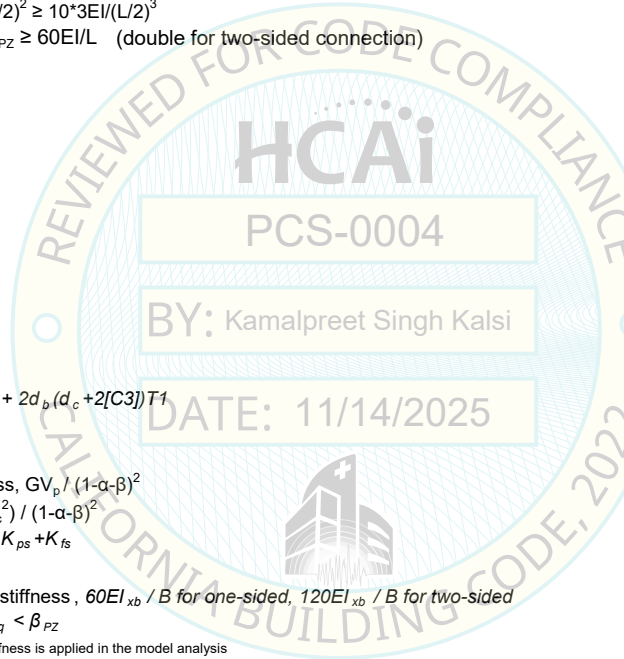 /2)² ≥ 10*3EI/(L/2)³
PZ ≥ 60EI/L (double for two-sided connection)
REVIEWED FOR CODE COMPLIANCE
HCAi
PCS-0004
BY: Kamalpreet Singh Kalsi
+ 2d b (d c +2[C3])T1
DATE: 11/14/2025
ss, GVp / (1-α-β)²
²) / (1-α-β)²
K ps +K fs
stiffness , 60EI xb / B for one-sided, 120EI xb / B for two-sided
q < β PZ
ffness is applied in the model analysis
CALIFORNIA BUILDING CODE, 2022